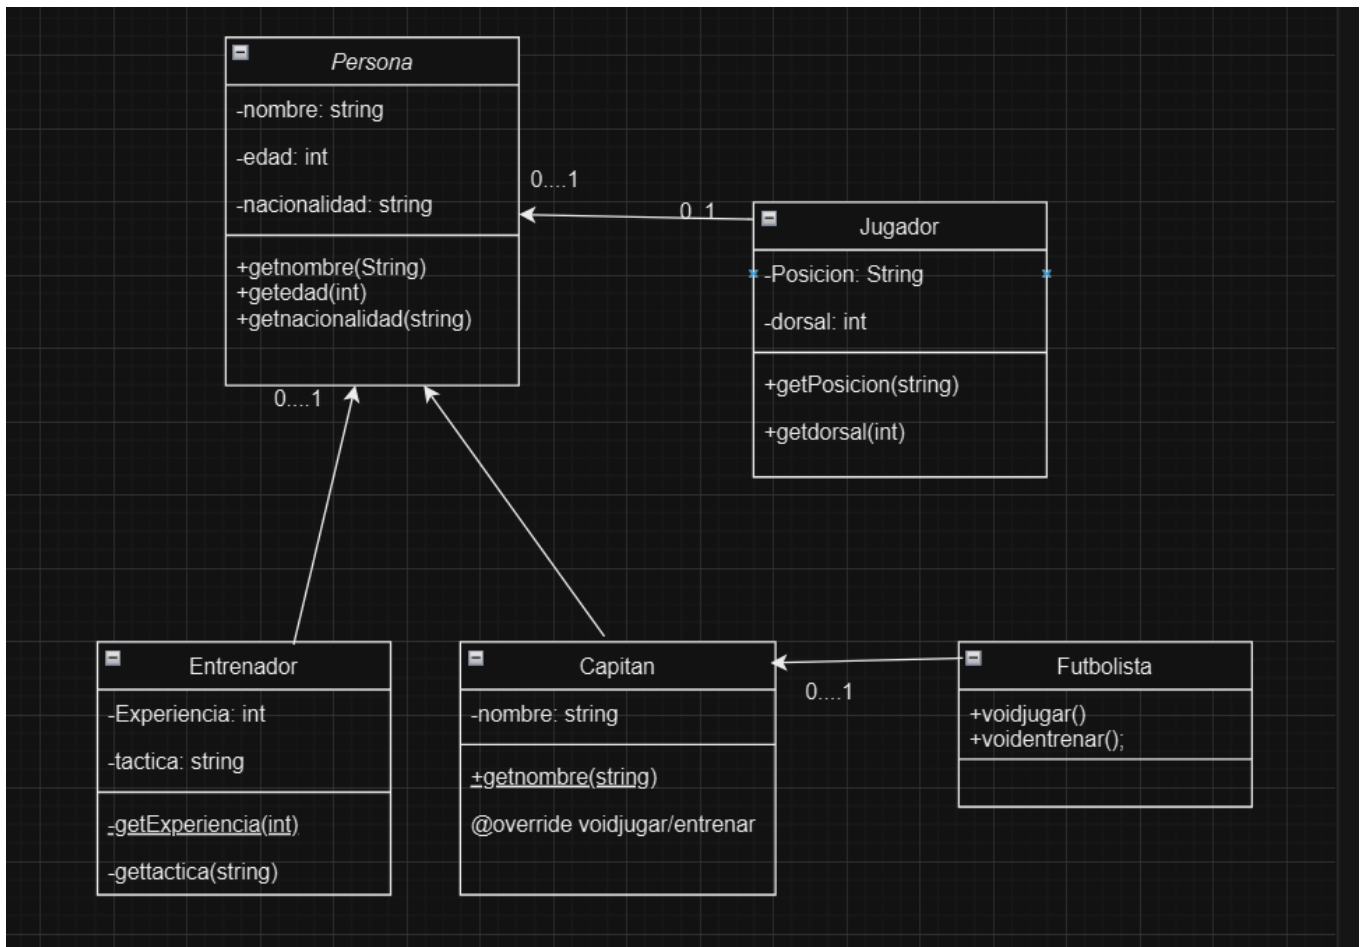 Persona
-nombre: string
-edad: int
-nacionalidad: string
+getnombre(String)
+getedad(int)
+getnacionalidad(string)
0....1
0..1
Jugador
-Posicion: String
-dorsal: int
+getPosicion(string)
+getdorsal(int)
0....1
Entrenador
-Experiencia: int
-tactica: string
-getExperiencia(int)
-gettactica(string)
Capitan
-nombre: string
+getnombre(string)
@override voidjugar/entrenar
0....1
Futbolista
+voidjugar()
+voidentrenar();